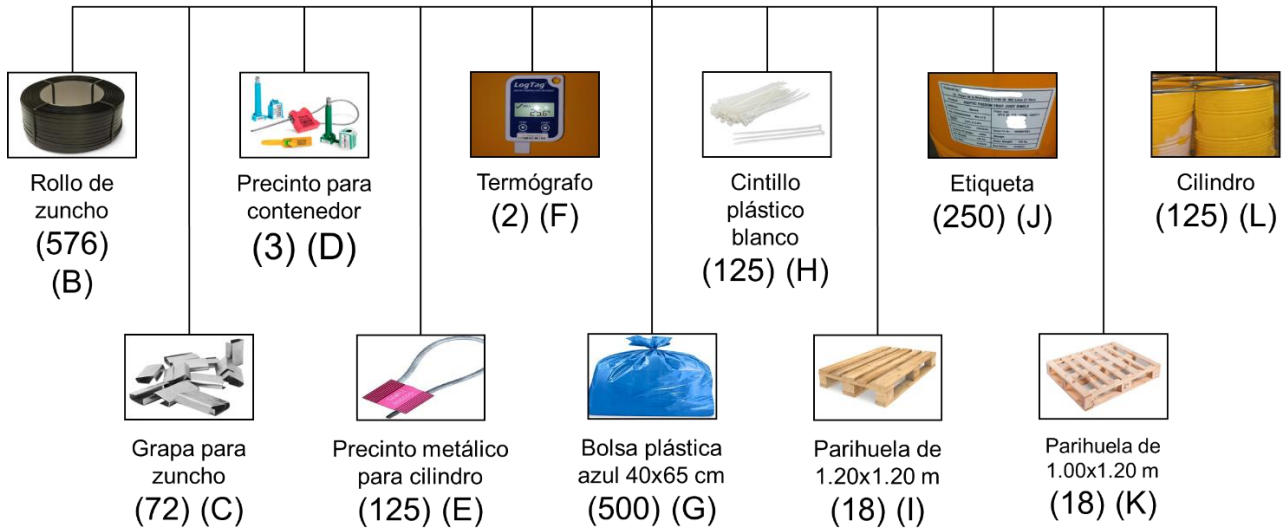 Rollo de
zuncho
(576)
(B)
Precinto para
contenedor
(3) (D)
LogTag
Termógrafo
(2) (F)
Cintillo
plástico
blanco
(125) (H)
Etiqueta
(250) (J)
Cilindro
(125) (L)
Grapa para
zuncho
(72) (C)
Precinto metálico
para cilindro
(125) (E)
Bolsa plástica
azul 40x65 cm
(500) (G)
Parihuela de
1.20x1.20 m
(18) (I)
Parihuela de
1.00x1.20 m
(18) (K)